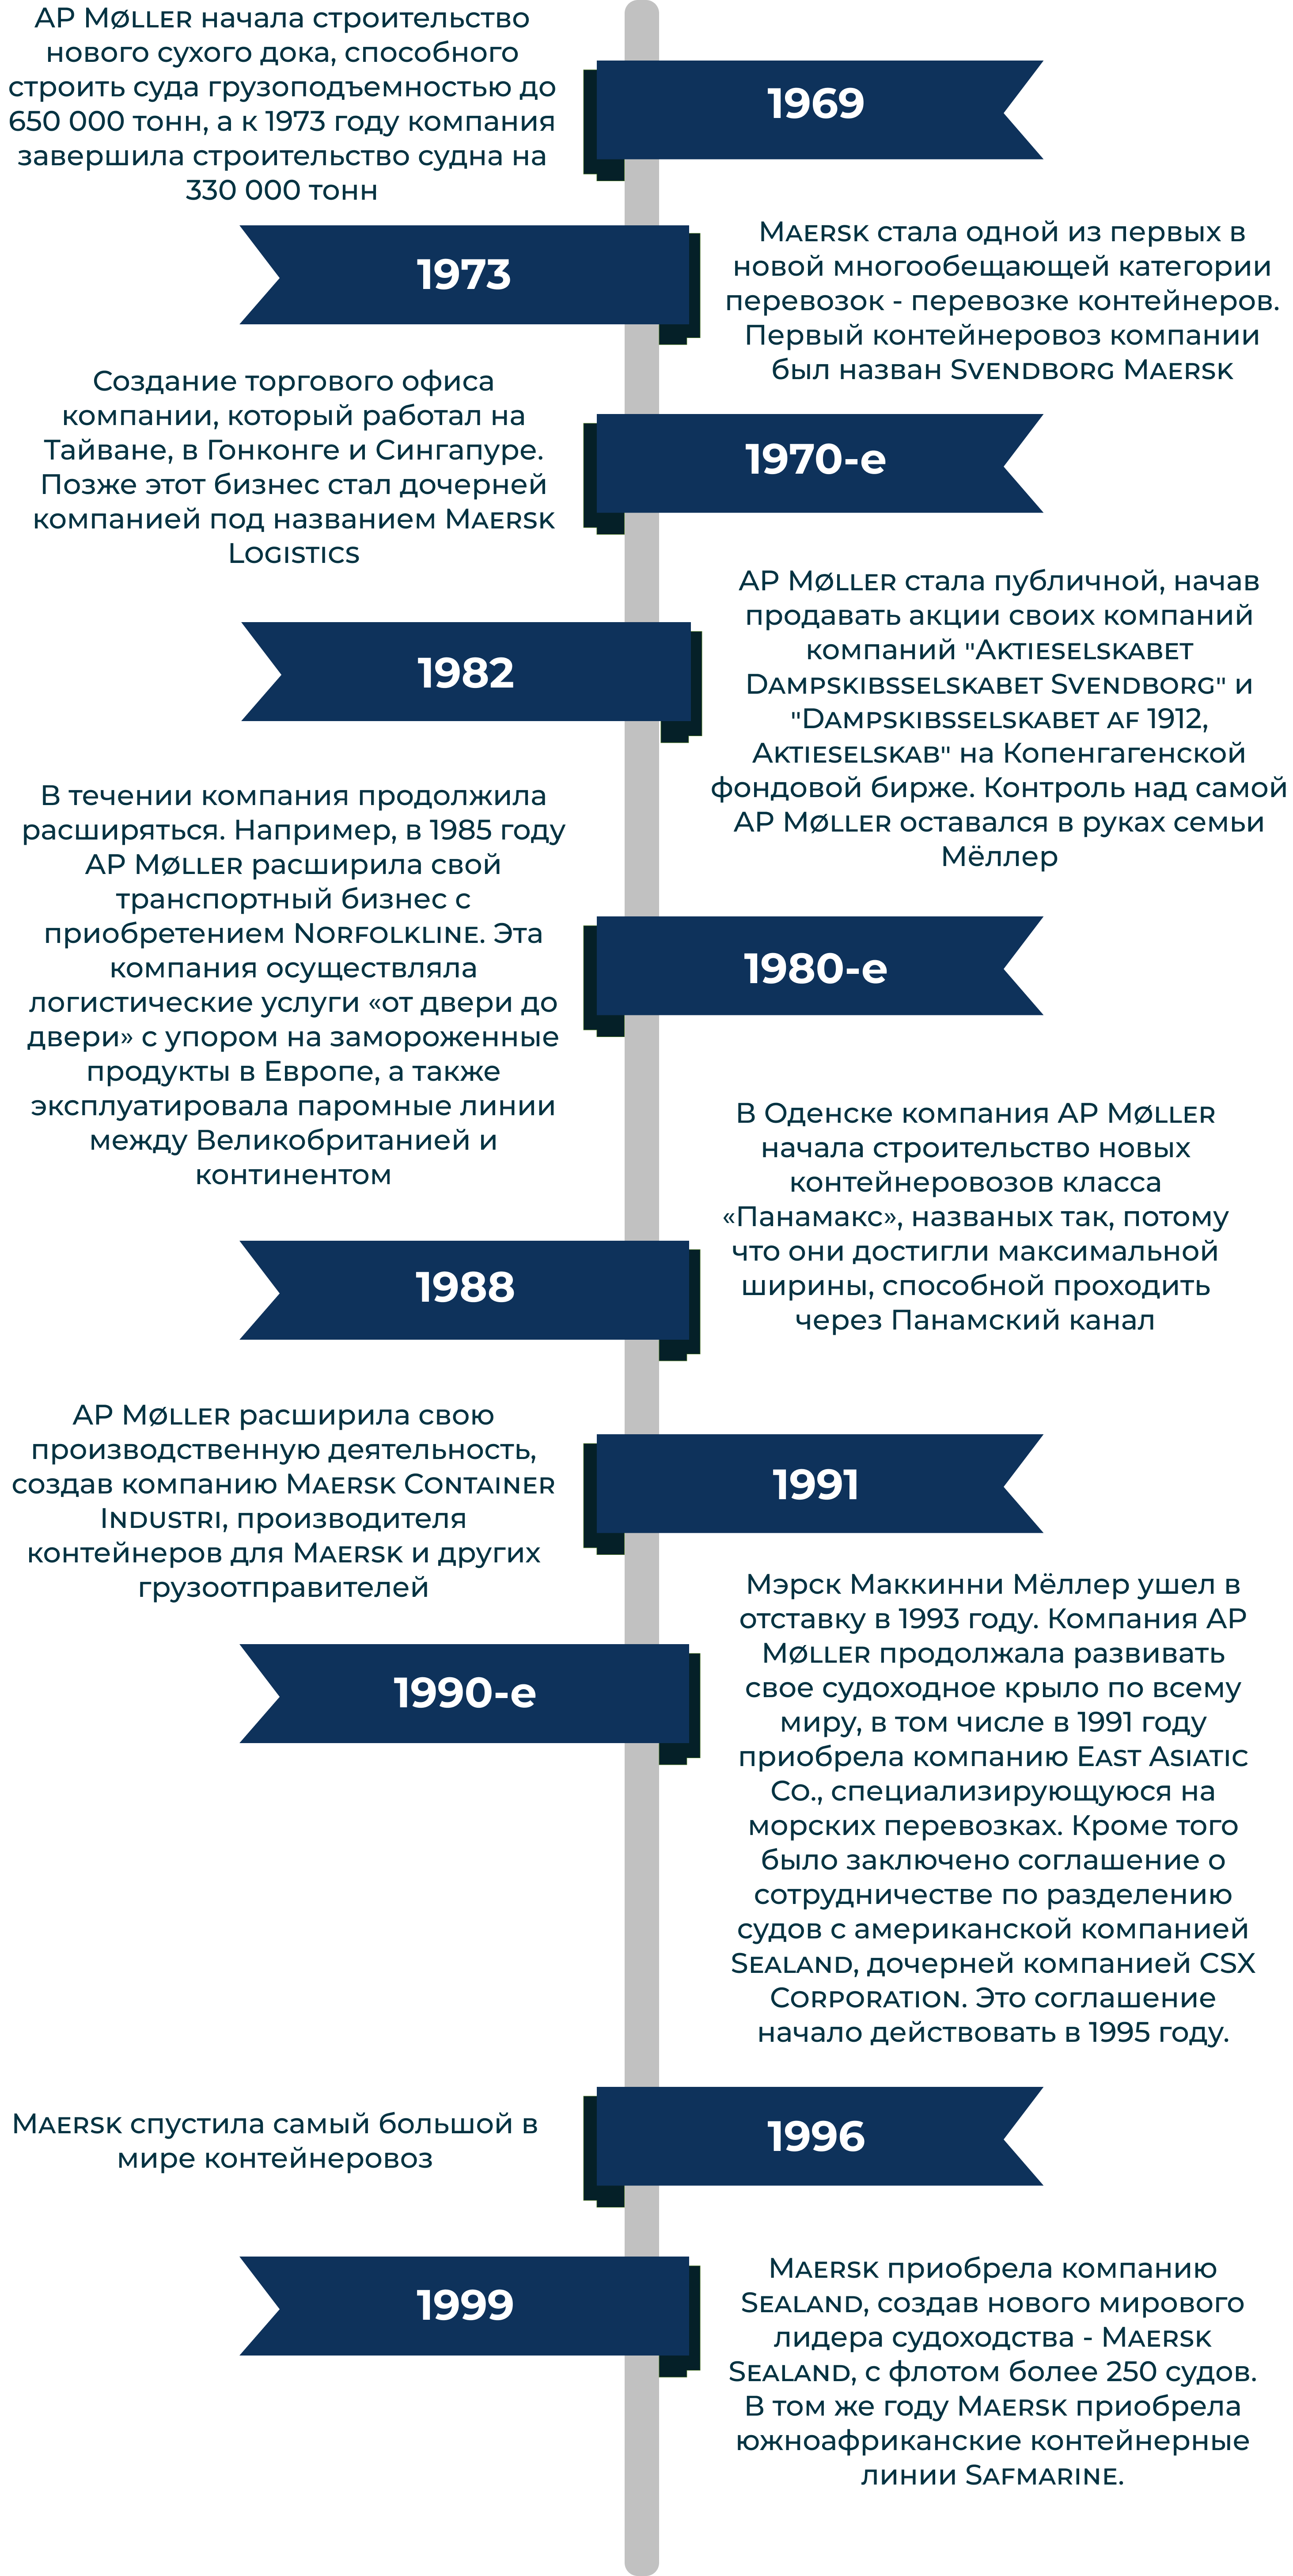 AP Møller начала строительство
нового сухого дока, способного
строить суда грузоподъемностью до
650 000 тонн, а к 1973 году компания
завершила строительство судна на
330 000 тонн
1969
1973
Maersk стала одной из первых в
новой многообещающей категории
перевозок - перевозке контейнеров.
Первый контейнеровоз компании
был назван Svendborg Maersk
Создание торгового офиса
компании, который работал на
Тайване, в Гонконге и Сингапуре.
Позже этот бизнес стал дочерней
компанией под названием Maersk
Logistics
1970-е
1982
AP Møller стала публичной, начав
продавать акции своих компаний
компаний "Aktieselskabet
Dampskibsselskabet Svendborg" и
"Dampskibsselskabet af 1912,
Aktieselskab" на Копенгагенской
фондовой бирже. Контроль над самой
AP Møller оставался в руках семьи
Мёллер
В течении компания продолжила
расширяться. Например, в 1985 году
AP Møller расширила свой
транспортный бизнес с
приобретением Norfolkline. Эта
компания осуществляла
логистические услуги «от двери до
двери» с упором на замороженные
продукты в Европе, а также
эксплуатировала паромные линии
между Великобританией и
континентом
1980-е
1988
В Оденске компания AP Møller
начала строительство новых
контейнеровозов класса
«Панамакс», названых так, потому
что они достигли максимальной
ширины, способной проходить
через Панамский канал
AP Møller расширила свою
производственную деятельность,
создав компанию Maersk Container
Industri, производителя
контейнеров для Maersk и других
грузоотправителей
1991
1990-е
Мэрск Маккинни Мёллер ушел в
отставку в 1993 году. Компания AP
Møller продолжала развивать
свое судоходное крыло по всему
миру, в том числе в 1991 году
приобрела компанию East Asiatic
Co., специализирующуюся на
морских перевозках. Кроме того
было заключено соглашение о
сотрудничестве по разделению
судов с американской компанией
Sealand, дочерней компанией CSX
Corporation. Это соглашение
начало действовать в 1995 году.
Maersk спустила самый большой в
мире контейнеровоз
1996
1999
Maersk приобрела компанию
Sealand, создав нового мирового
лидера судоходства - Maersk
Sealand, с флотом более 250 судов.
В том же году Maersk приобрела
южноафриканские контейнерные
линии Safmarine.